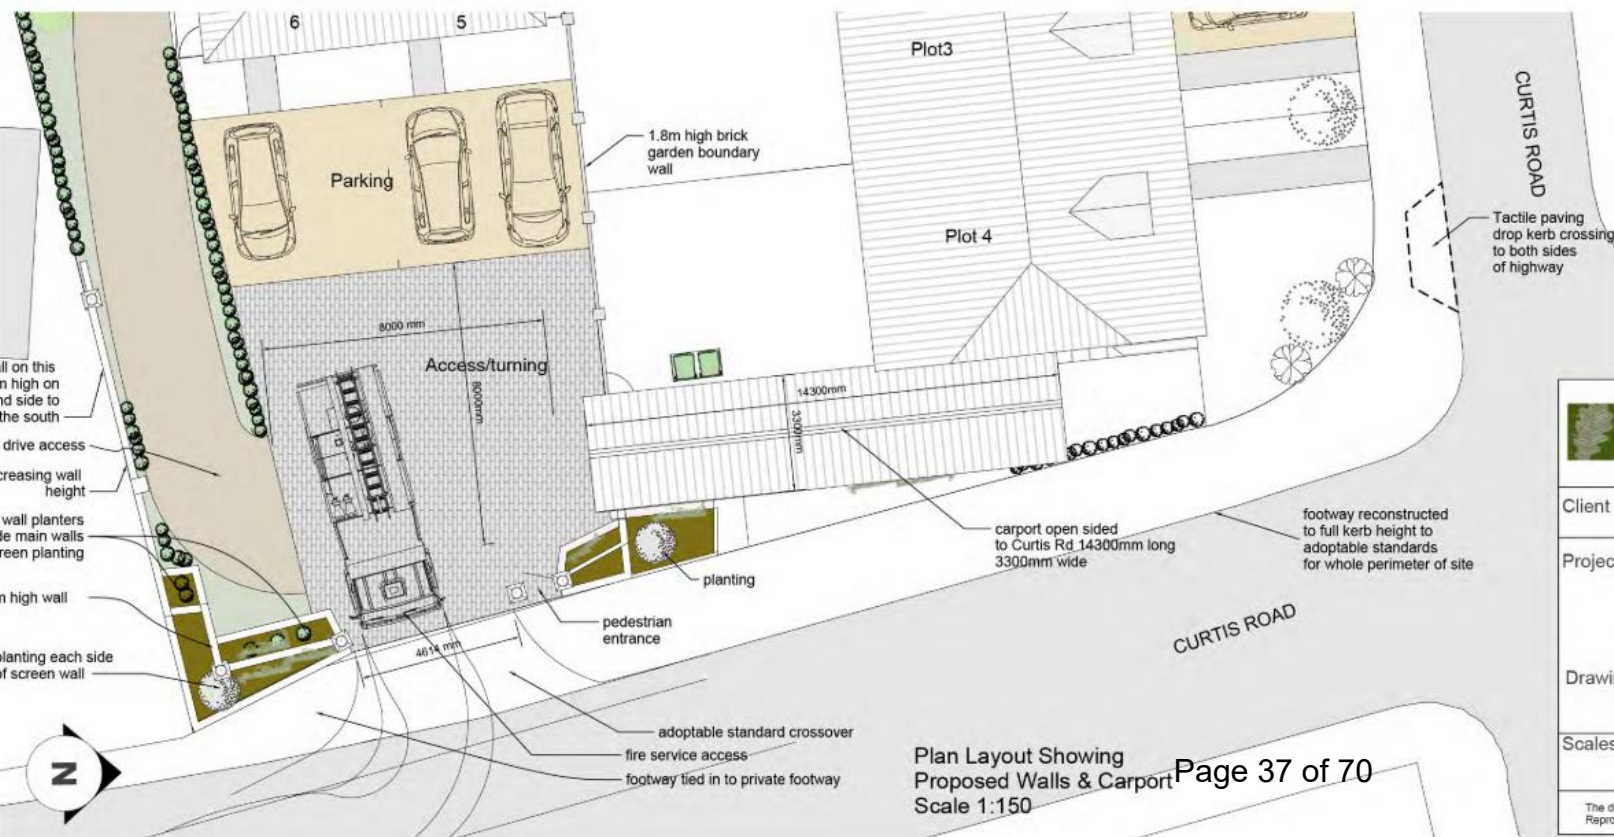 6
5
Plot3
CURTIS ROAD
1.8m high brick
garden boundary
wall
Parking
Tactile paving
drop kerb crossing
to both sides
of highway
Plot 4
8000 mm
Access/turning
8000mm
all on this
m high on
nd side to
the south
14300mm
3300mm
drive access
creasing wall
height
wall planters
de main walls
reen planting
carport open sided
to Curtis Rd 14300mm long
3300mm wide
footway reconstructed
to full kerb height to
adoptable standards
for whole perimeter of site
Client
Projec
planting
m high wall
pedestrian
entrance
CURTIS ROAD
4614 mm
planting each side
of screen wall
Drawi
adoptable standard crossover
fire service access
footway tied in to private footway
N
Plan Layout Showing
Proposed Walls & Carport
Scale 1:150
Page 37 of 70
Scales
The d
Repro